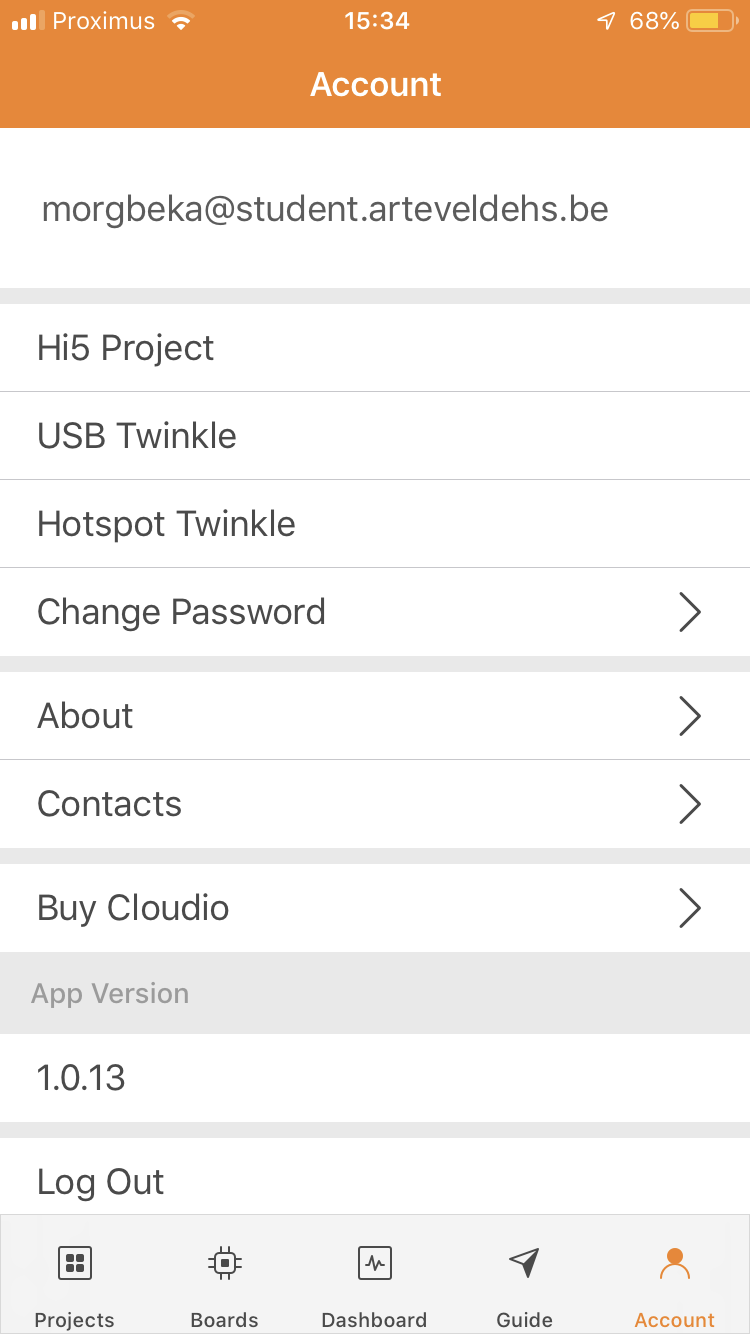 Proximus 15:34 68%
Account
morgbeka@student.arteveldehs.be
Hi5 Project
USB Twinkle
Hotspot Twinkle
Change Password
About
Contacts
Buy Cloudio
App Version
1.0.13
Log Out
Projects Boards Dashboard Guide Account